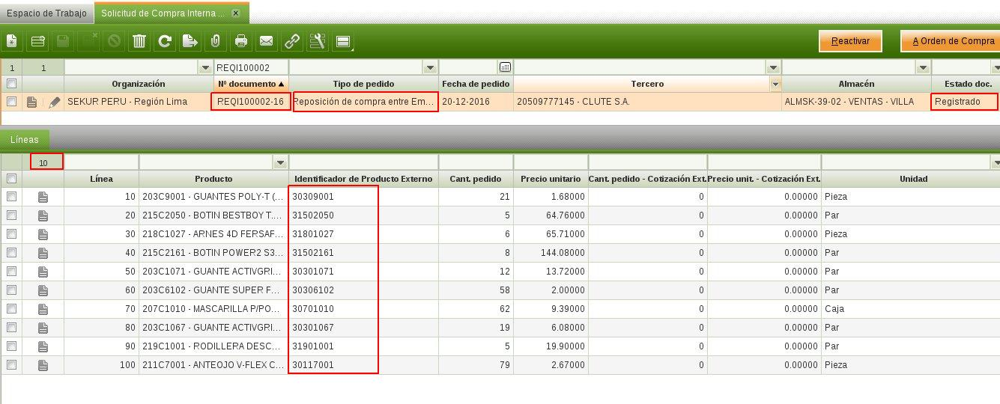 Espacio de Trabajo Solicitud de Compra Interna ... x
Reactivar A Orden de Compra
1 1 REQI100002
Organización Nº documento Tipo de pedido Fecha de pedido Tercero Almacén Estado doc.
SEKUR PERU - Región Lima REQI100002-16 Reposición de compra entre Em... 20-12-2016 20509777145 - CLUTE S.A. ALMSK-39-02 - VENTAS - VILLA Registrado
Líneas
10
Línea Producto Identificador de Producto Externo Cant. pedido Precio unitario Cant. pedido - Cotización Ext. Precio unit. - Cotización Ext. Unidad
10 203C9001 - GUANTES POLY-T (... 30309001 21 1.68000 0 0.00000 Pieza
20 215C2050 - BOTIN BESTBOY T.... 31502050 5 64.76000 0 0.00000 Par
30 218C1027 - ARNES 4D FERSAF... 31801027 6 65.71000 0 0.00000 Pieza
40 215C2161 - BOTIN POWER2 S3... 31502161 8 144.08000 0 0.00000 Par
50 203C1071 - GUANTE ACTIVGRI... 30301071 12 13.72000 0 0.00000 Par
60 203C6102 - GUANTE SUPER F... 30306102 58 2.00000 0 0.00000 Par
70 207C1010 - MASCARILLA P/PO... 30701010 62 9.39000 0 0.00000 Caja
80 203C1067 - GUANTE ACTIVGRI... 30301067 19 6.08000 0 0.00000 Par
90 219C1001 - RODILLERA DESC... 31901001 5 19.90000 0 0.00000 Par
100 211C7001 - ANTEOJO V-FLEX C... 30117001 79 2.67000 0 0.00000 Pieza